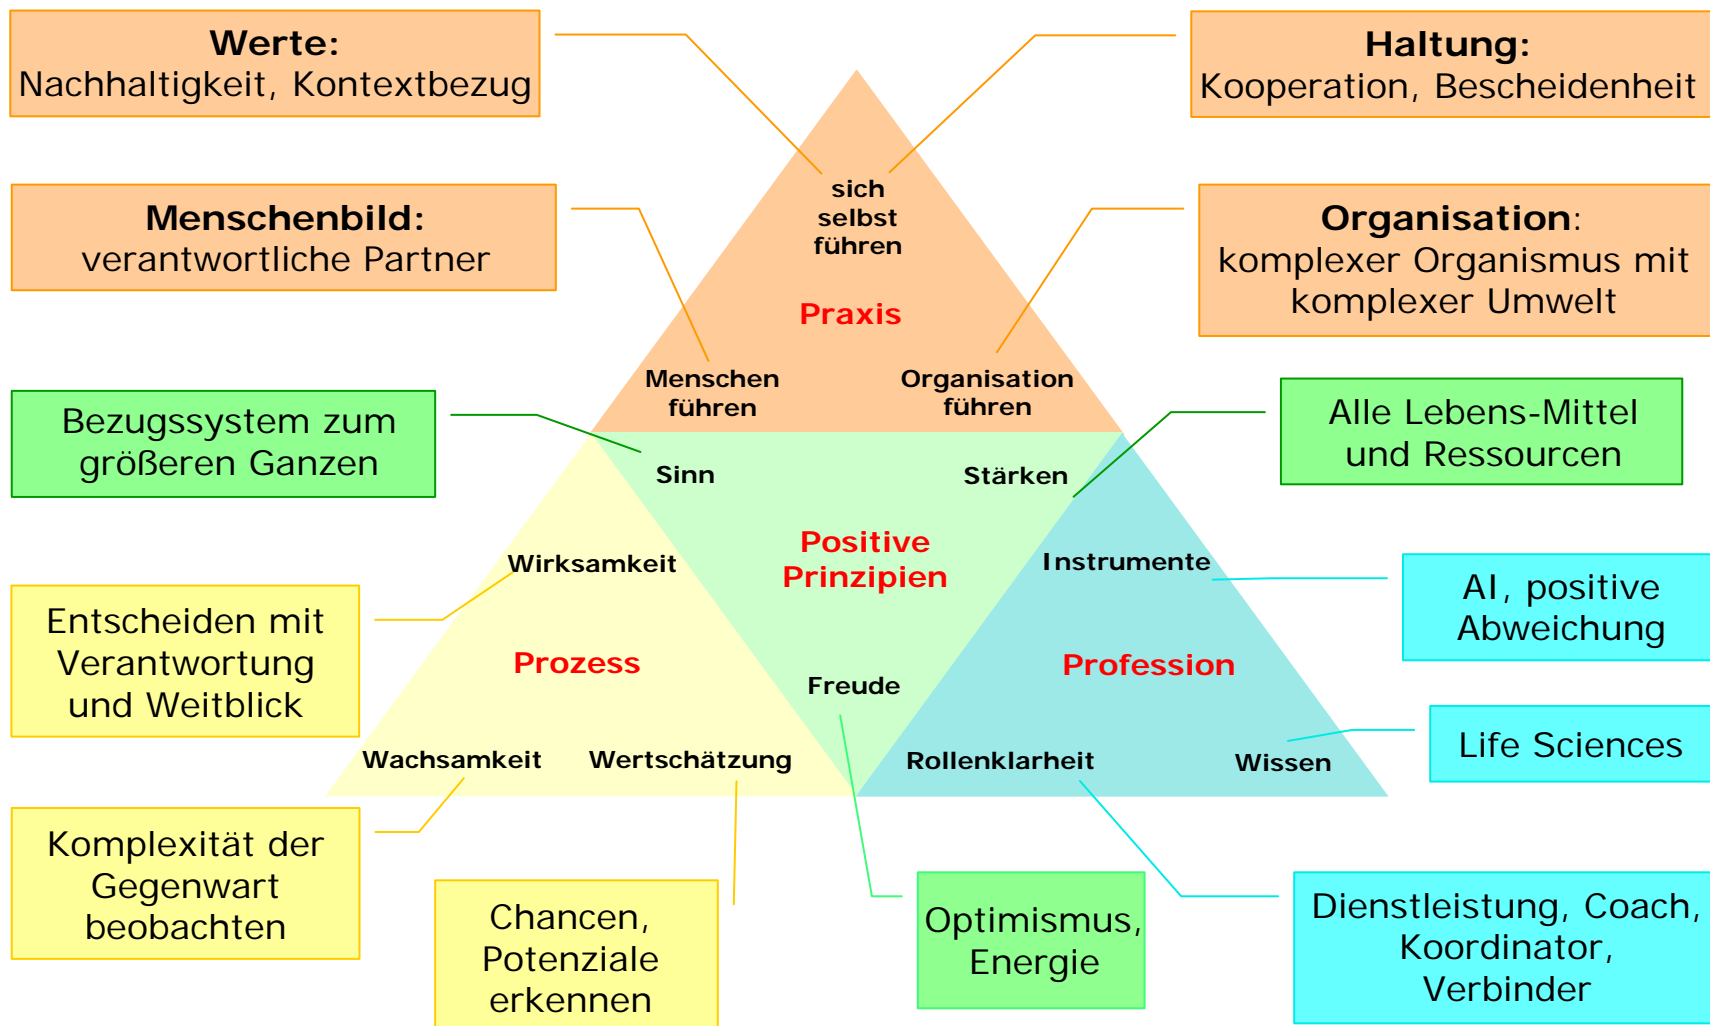 Werte:
Nachhaltigkeit, Kontextbezug
Haltung:
Kooperation, Bescheidenheit
sich
selbst
führen
Menschenbild:
verantwortliche Partner
Organisation:
komplexer Organismus mit
komplexer Umwelt
Praxis
Menschen
führen
Organisation
führen
Bezugssystem zum
größeren Ganzen
Alle Lebens-Mittel
und Ressourcen
Sinn
Stärken
Positive
Prinzipien
Wirksamkeit
Instrumente
Entscheiden mit
Verantwortung
und Weitblick
AI, positive
Abweichung
Prozess
Profession
Freude
Wachsamkeit
Wertschätzung
Rollenklarheit
Wissen
Life Sciences
Komplexität der
Gegenwart
beobachten
Chancen,
Potenziale
erkennen
Optimismus,
Energie
Dienstleistung, Coach,
Koordinator,
Verbinder